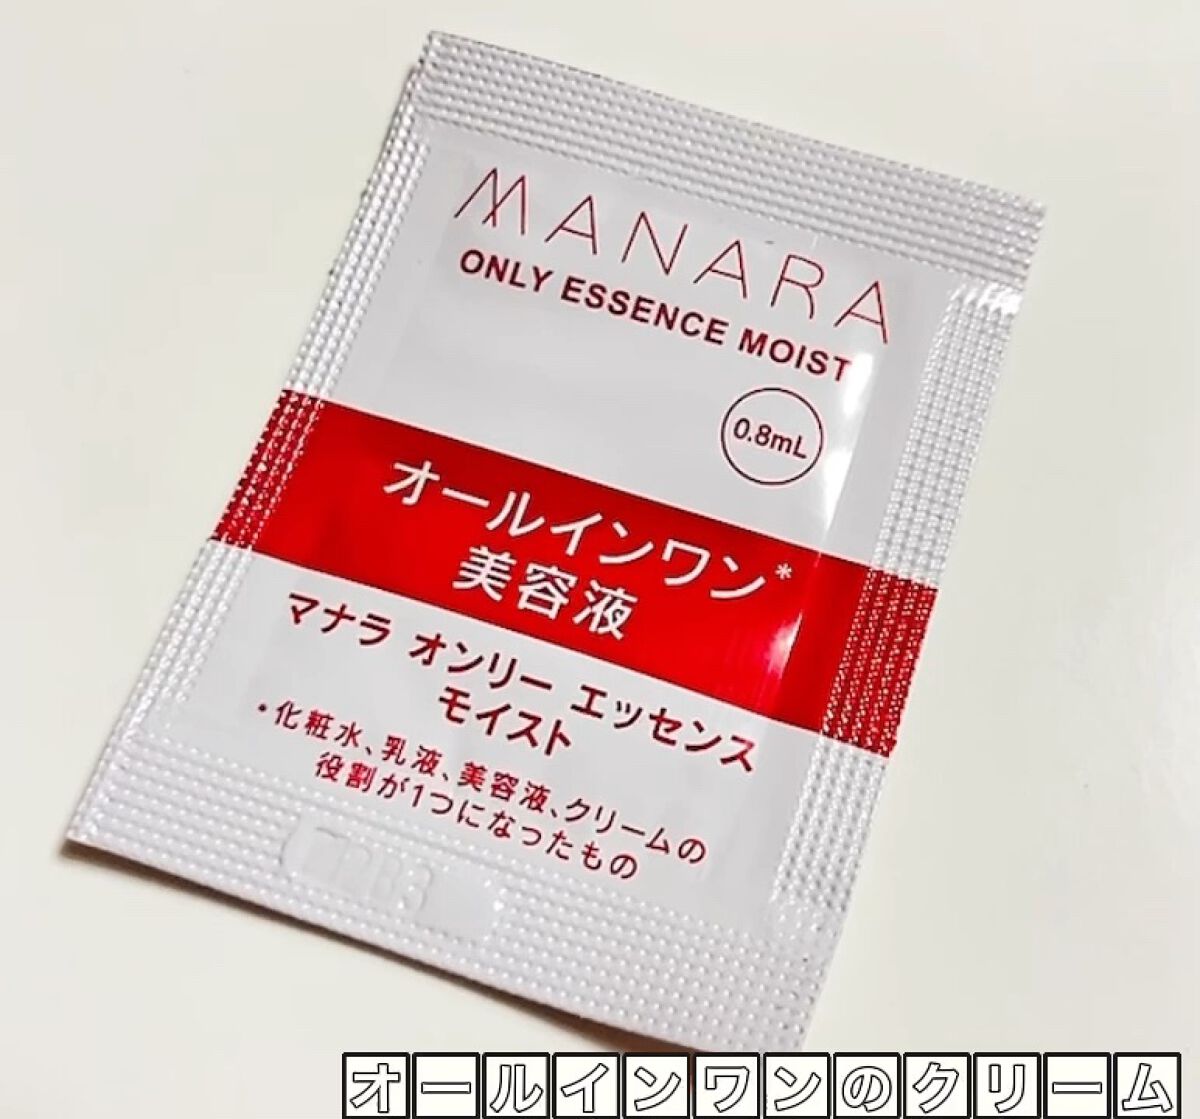 MANARA
ONLY ESSENCE MOIST
0.8mL
オールインワン*
美容液
マナラ オンリー エッセンス
モイスト
*化粧水、乳液、美容液、クリームの
役割が1つになったもの
オールインワンのクリーム